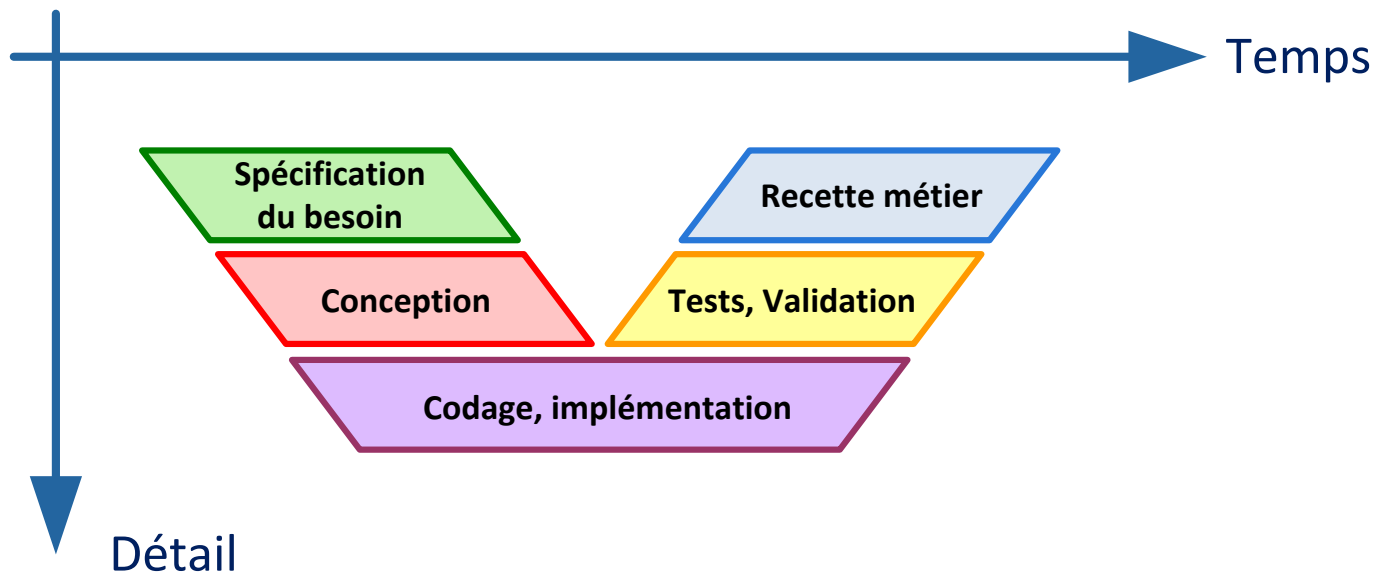 Temps
Spécification
du besoin
Recette métier
Conception
Tests, Validation
Codage, implémentation
Détail